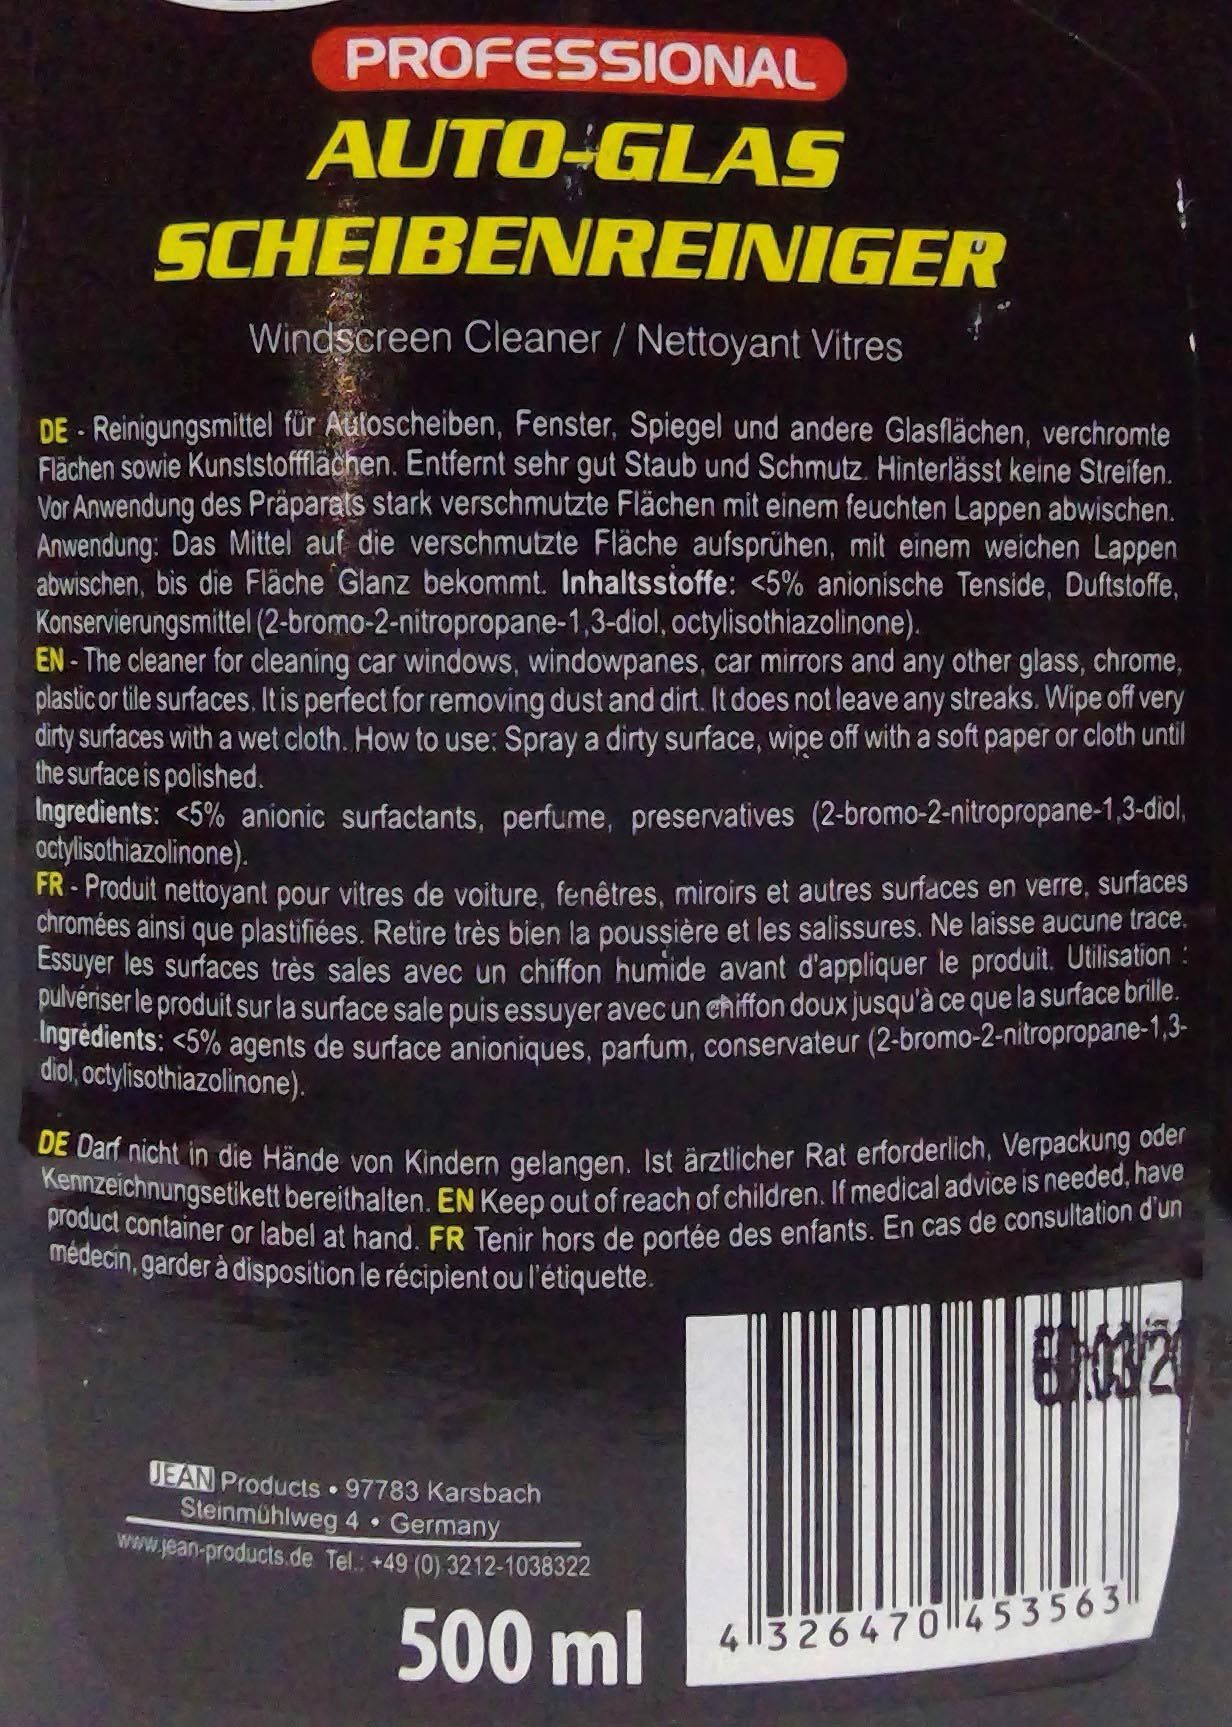 PROFESSIONAL
AUTO-GLAS
SCHEIBENREINIGER
Windscreen Cleaner / Nettoyant Vitres
DE - Reinigungsmittel für Autoscheiben, Fenster, Spiegel und andere Glasflächen, verchromte
Flächen sowie Kunststoffflächen. Entfernt sehr gut Staub und Schmutz. Hinterlässt keine Streifen.
Vor Anwendung des Präparats stark verschmutzte Flächen mit einem feuchten Lappen abwischen.
Anwendung: Das Mittel auf die verschmutzte Fläche aufsprühen, mit einem weichen Lappen
abwischen, bis die Fläche Glanz bekommt. Inhaltsstoffe: <5% anionische Tenside, Duftstoffe,
Konservierungsmittel (2-bromo-2-nitropropane-1,3-diol, octylisothiazolinone).
EN - The cleaner for cleaning car windows, windowpanes, car mirrors and any other glass, chrome,
plastic or tile surfaces. It is perfect for removing dust and dirt. It does not leave any streaks. Wipe off very
dirty surfaces with a wet cloth. How to use: Spray a dirty surface, wipe off with a soft paper or cloth until
the surface is polished.
Ingredients: <5% anionic surfactants, perfume, preservatives (2-bromo-2-nitropropane-1,3-diol,
octylisothiazolinone).
FR - Produit nettoyant pour vitres de voiture, fenêtres, miroirs et autres surfaces en verre, surfaces
chromées ainsi que plastifiées. Retire très bien la poussière et les salissures. Ne laisse aucune trace.
Essuyer les surfaces très sales avec un chiffon humide avant d'appliquer le produit. Utilisation :
pulvériser le produit sur la surface sale puis essuyer avec un chiffon doux jusqu'à ce que la surface brille.
Ingrédients: <5% agents de surface anioniques, parfum, conservateur (2-bromo-2-nitropropane-1,3-
diol, octylisothiazolinone).
DE Darf nicht in die Hände von Kindern gelangen. Ist ärztlicher Rat erforderlich, Verpackung oder
Kennzeichnungsetikett bereithalten. EN Keep out of reach of children. If medical advice is needed, have
product container or label at hand. FR Tenir hors de portée des enfants. En cas de consultation d'un
médecin, garder à disposition le récipient ou l'étiquette.
JEAN Products • 97783 Karsbach
Steinmühlweg 4 • Germany
www.jean-products.de Tel.: +49 (0) 3212-1038322
500 ml
4 326470 453563